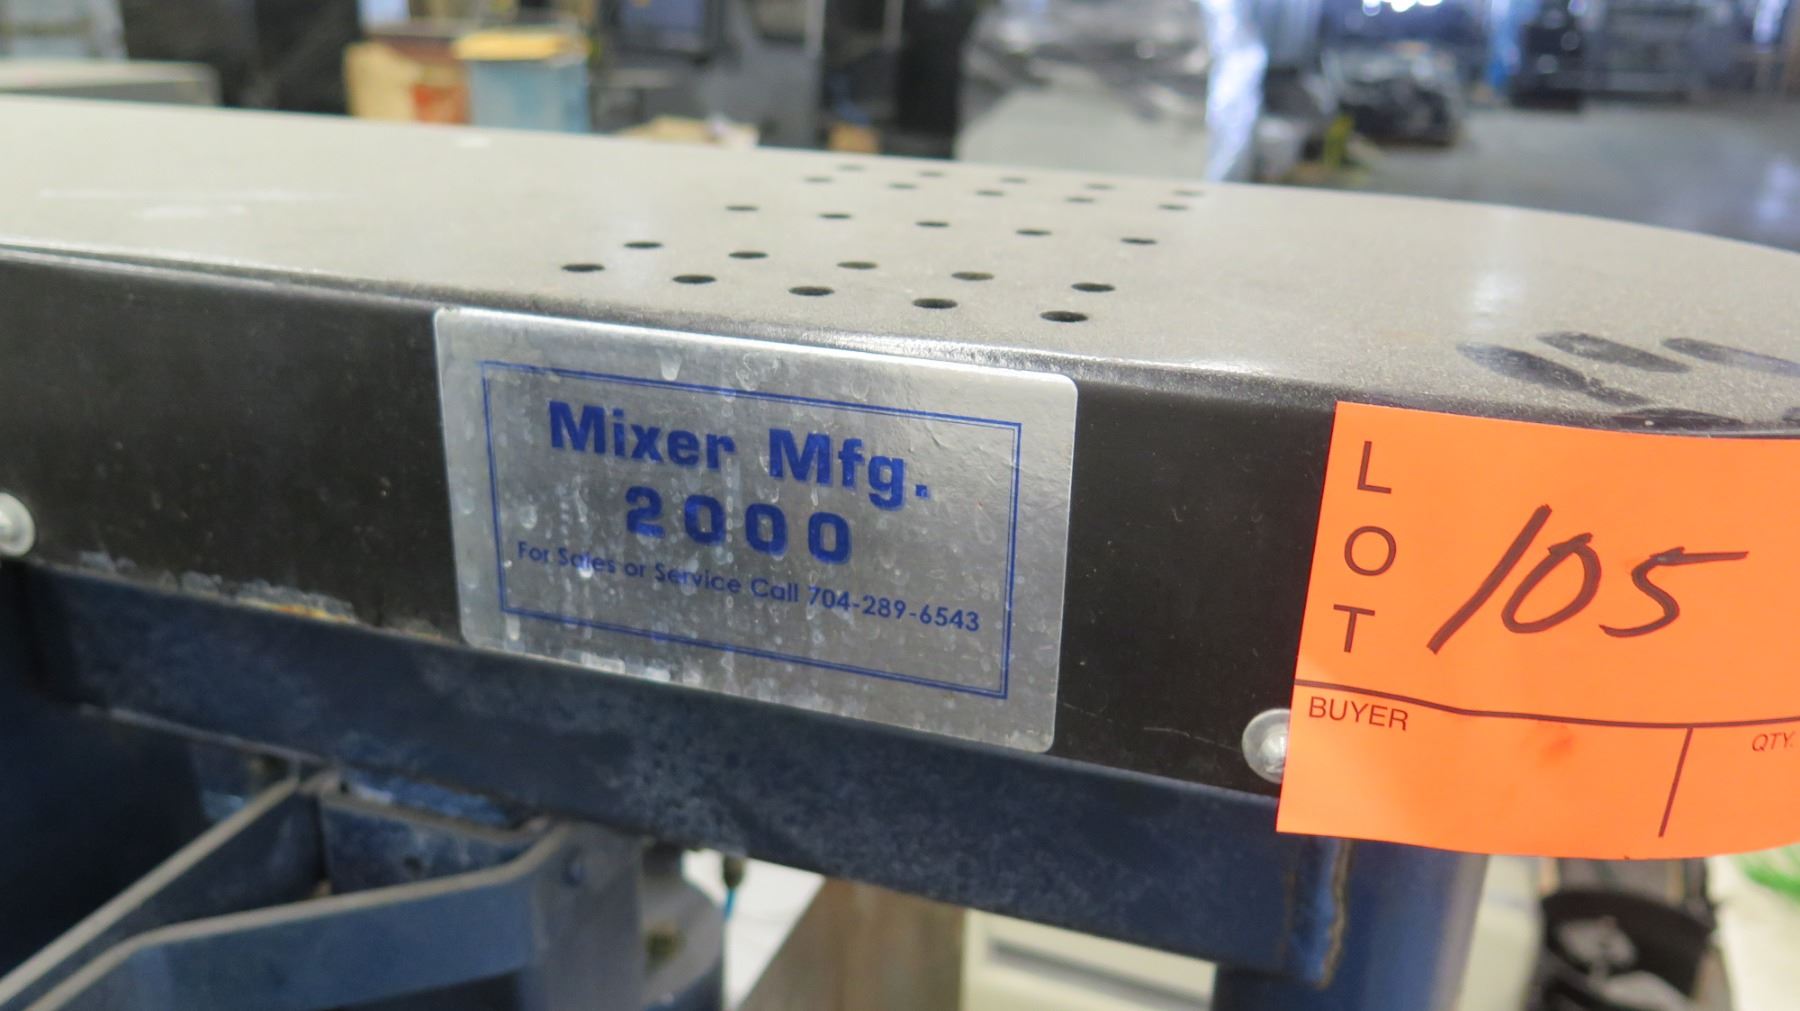 Mixer Mfg.
2000
For Sales or Service Call 704-289-6543
LOT
105
BUYER
QTY.